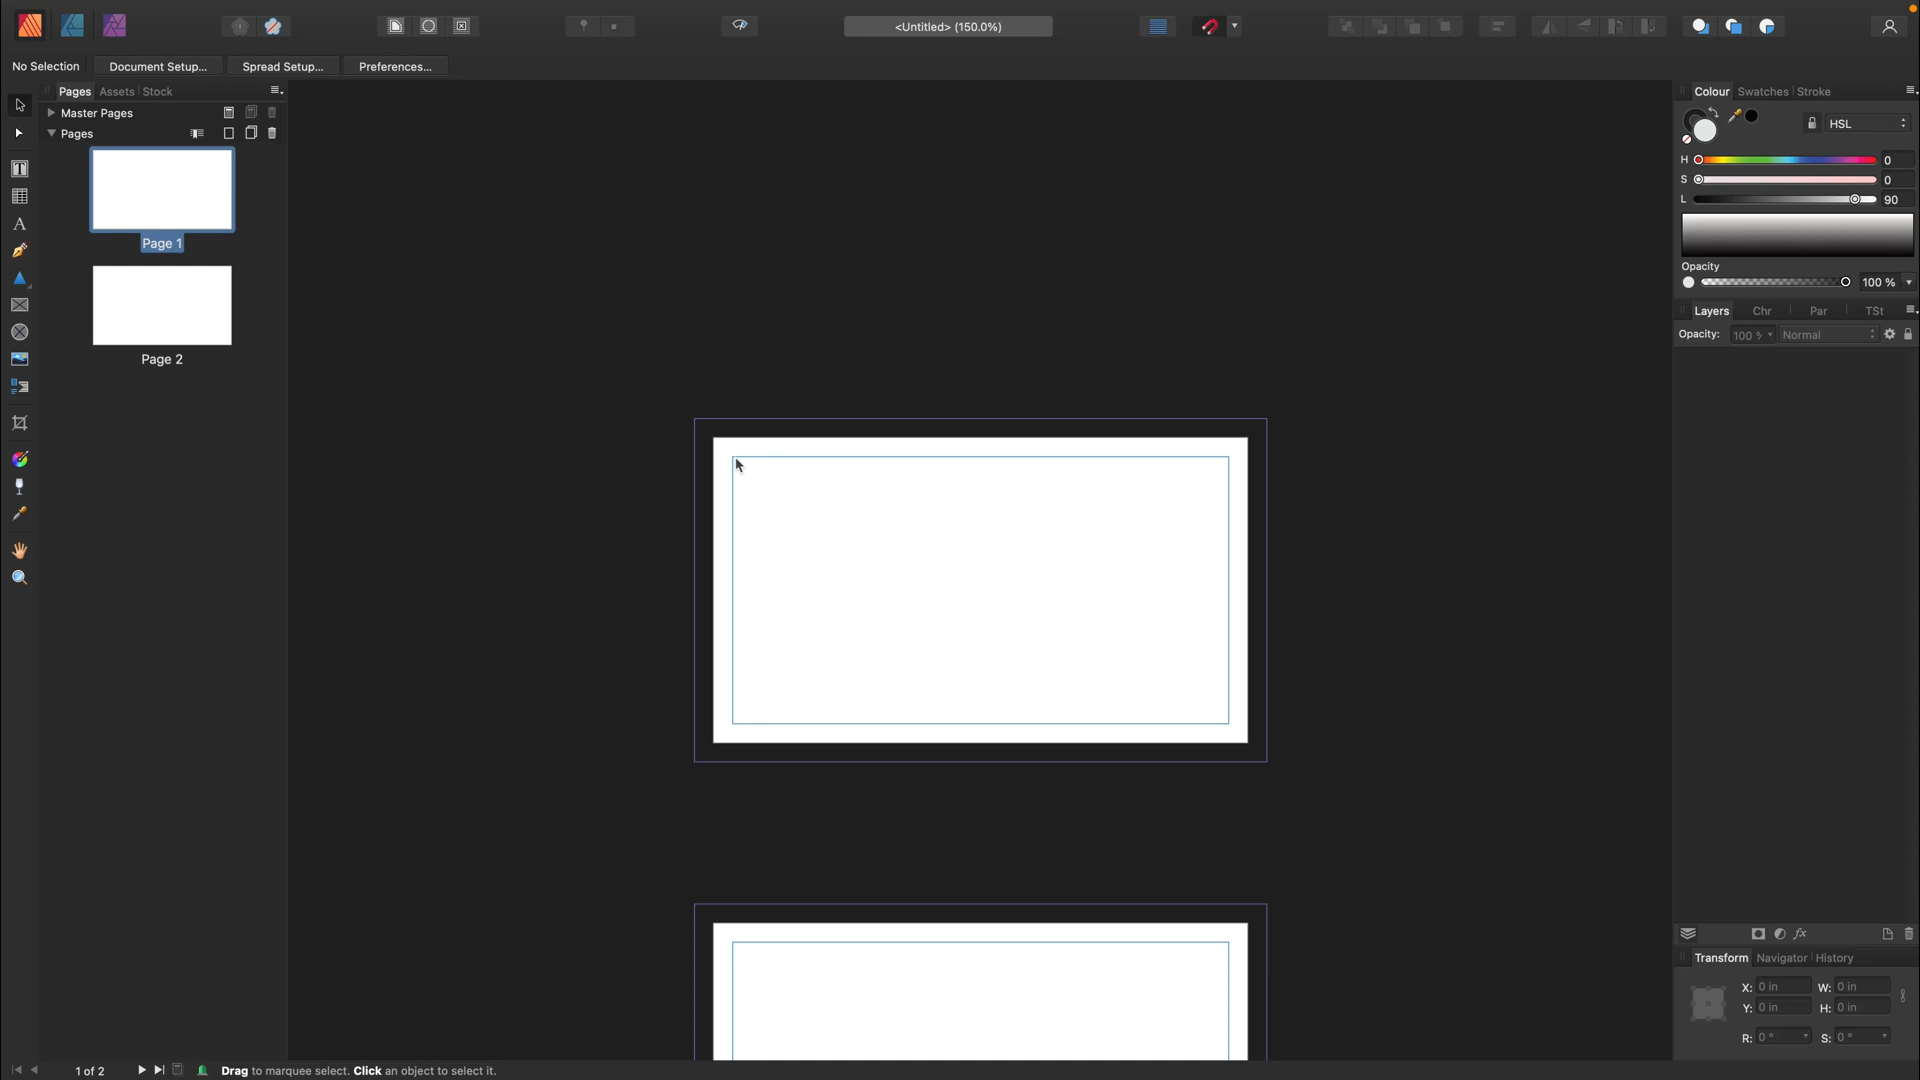 <Untitled> (150.0%)
No Selection
Document Setup...
Spread Setup...
Preferences...
Pages
Assets
Stock
Master Pages
Pages
Page 1
Page 2
Colour
Swatches
Stroke
HSL
H
0
S
0
L
90
Opacity
100 %
Layers
Chr
Par
TSt
Opacity:
100 %
Normal
fx
Transform
Navigator
History
X:
0 in
W:
0 in
Y:
0 in
H:
0 in
R:
0 °
S:
0 °
1 of 2
Drag to marquee select. Click an object to select it.